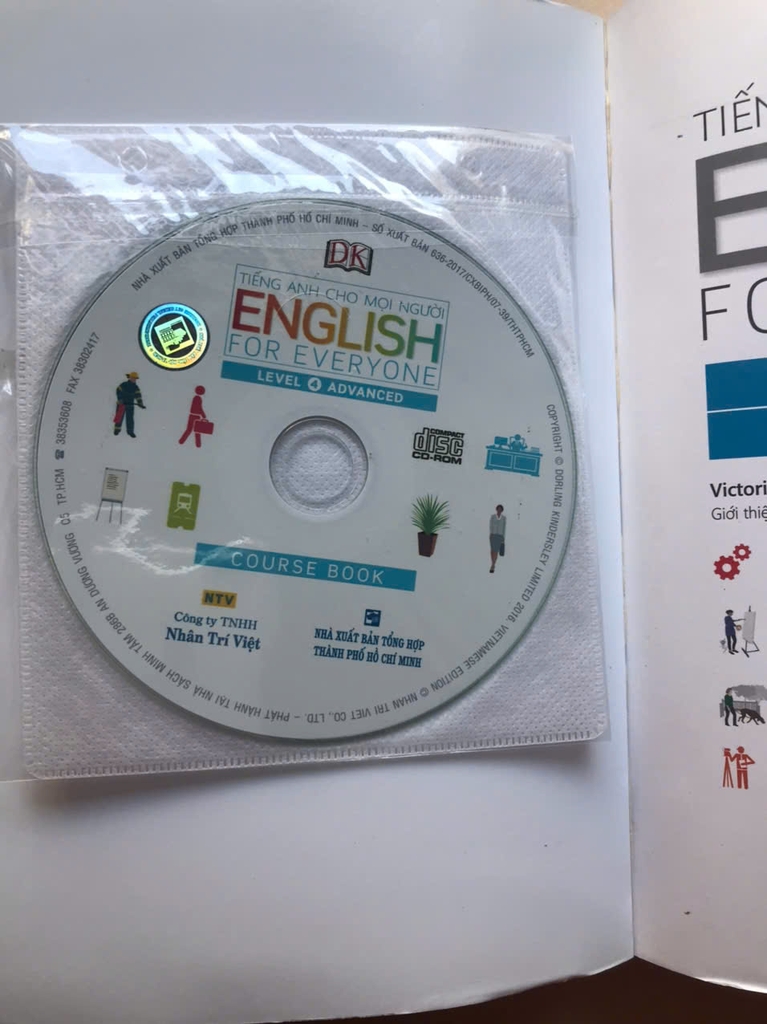 NHÀ XUẤT BẢN TỔNG HỢP THÀNH PHỐ HỒ CHÍ MINH - SỐ XUẤT BẢN 636-2017/CXBIPH/07-39/THTPHCM
DK
TIẾNG ANH CHO MỌI NGƯỜI
ENGLISH
FOR EVERYONE
LEVEL 4 ADVANCED
COMPACT
disc
CD-ROM
COURSE BOOK
NTV
Công ty TNHH
Nhân Trí Việt
NHÀ XUẤT BẢN TỔNG HỢP
THÀNH PHỐ HỒ CHÍ MINH
COPYRIGHT © DORLING KINDERSLEY LIMITED 2016. VIETNAMESE EDITION © NHAN TRI VIET CO., LTD. - PHÁT HÀNH TẠI NHÀ SÁCH MINH TÂM 286B AN DƯƠNG VƯƠNG Q5 TP.HCM ☎ 38353608 FAX 38302417
TIẾN
E
FO
Victori
Giới thiệ